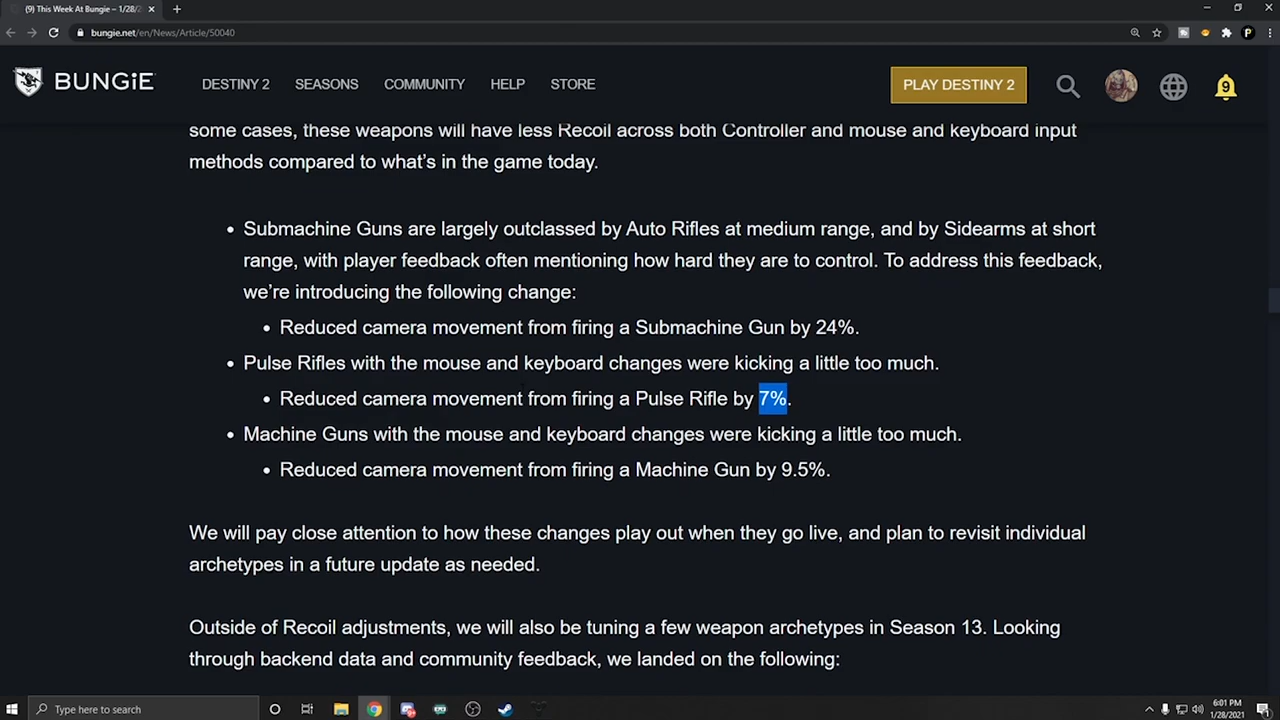 (9) This Week At Bungie – 1/28/2
bungie.net/en/News/Article/50040
BUNGiE
DESTINY 2
SEASONS
COMMUNITY
HELP
STORE
PLAY DESTINY 2
9
some cases, these weapons will have less Recoil across both Controller and mouse and keyboard input
methods compared to what's in the game today.
• Submachine Guns are largely outclassed by Auto Rifles at medium range, and by Sidearms at short
range, with player feedback often mentioning how hard they are to control. To address this feedback,
we're introducing the following change:
• Reduced camera movement from firing a Submachine Gun by 24%.
• Pulse Rifles with the mouse and keyboard changes were kicking a little too much.
• Reduced camera movement from firing a Pulse Rifle by 7%.
• Machine Guns with the mouse and keyboard changes were kicking a little too much.
• Reduced camera movement from firing a Machine Gun by 9.5%.
We will pay close attention to how these changes play out when they go live, and plan to revisit individual
archetypes in a future update as needed.
Outside of Recoil adjustments, we will also be tuning a few weapon archetypes in Season 13. Looking
through backend data and community feedback, we landed on the following:
Type here to search
6:01 PM
1/28/2021